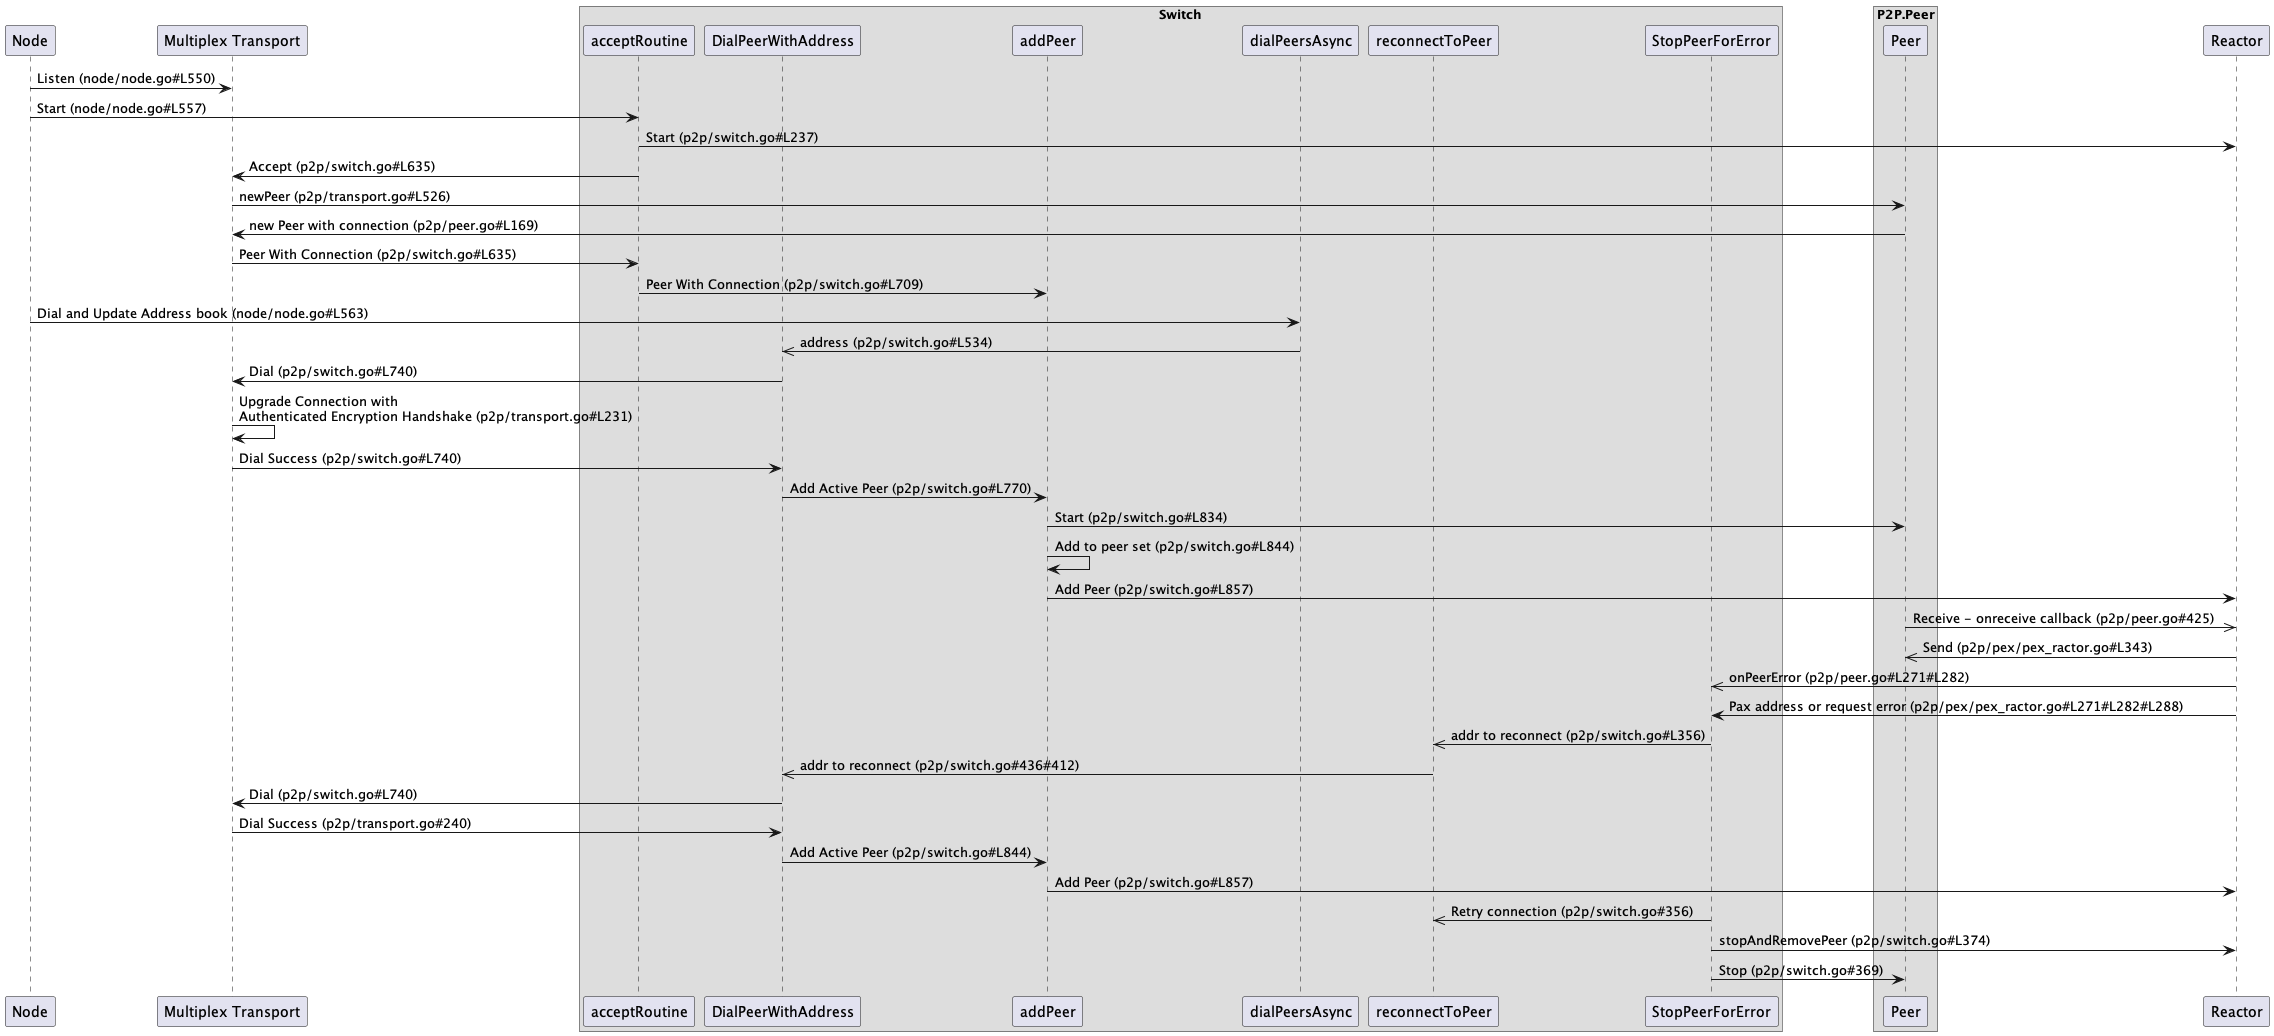 Switch
P2P.Peer
Node
Multiplex Transport
acceptRoutine
DialPeerWithAddress
addPeer
dialPeersAsync
reconnectToPeer
StopPeerForError
Peer
Reactor
Listen (node/node.go#L550)
Start (node/node.go#L557)
Start (p2p/switch.go#L237)
Accept (p2p/switch.go#L635)
newPeer (p2p/transport.go#L526)
new Peer with connection (p2p/peer.go#L169)
Peer With Connection (p2p/switch.go#L635)
Peer With Connection (p2p/switch.go#L709)
Dial and Update Address book (node/node.go#L563)
address (p2p/switch.go#L534)
Dial (p2p/switch.go#L740)
Upgrade Connection with
Authenticated Encryption Handshake (p2p/transport.go#L231)
Dial Success (p2p/switch.go#L740)
Add Active Peer (p2p/switch.go#L770)
Start (p2p/switch.go#L834)
Add to peer set (p2p/switch.go#L844)
Add Peer (p2p/switch.go#L857)
Receive - onreceive callback (p2p/peer.go#425)
Send (p2p/pex/pex_ractor.go#L343)
onPeerError (p2p/peer.go#L271#L282)
Pax address or request error (p2p/pex/pex_ractor.go#L271#L282#L288)
addr to reconnect (p2p/switch.go#L356)
addr to reconnect (p2p/switch.go#436#412)
Dial (p2p/switch.go#L740)
Dial Success (p2p/transport.go#240)
Add Active Peer (p2p/switch.go#L844)
Add Peer (p2p/switch.go#L857)
Retry connection (p2p/switch.go#356)
stopAndRemovePeer (p2p/switch.go#L374)
Stop (p2p/switch.go#369)
Node
Multiplex Transport
acceptRoutine
DialPeerWithAddress
addPeer
dialPeersAsync
reconnectToPeer
StopPeerForError
Peer
Reactor